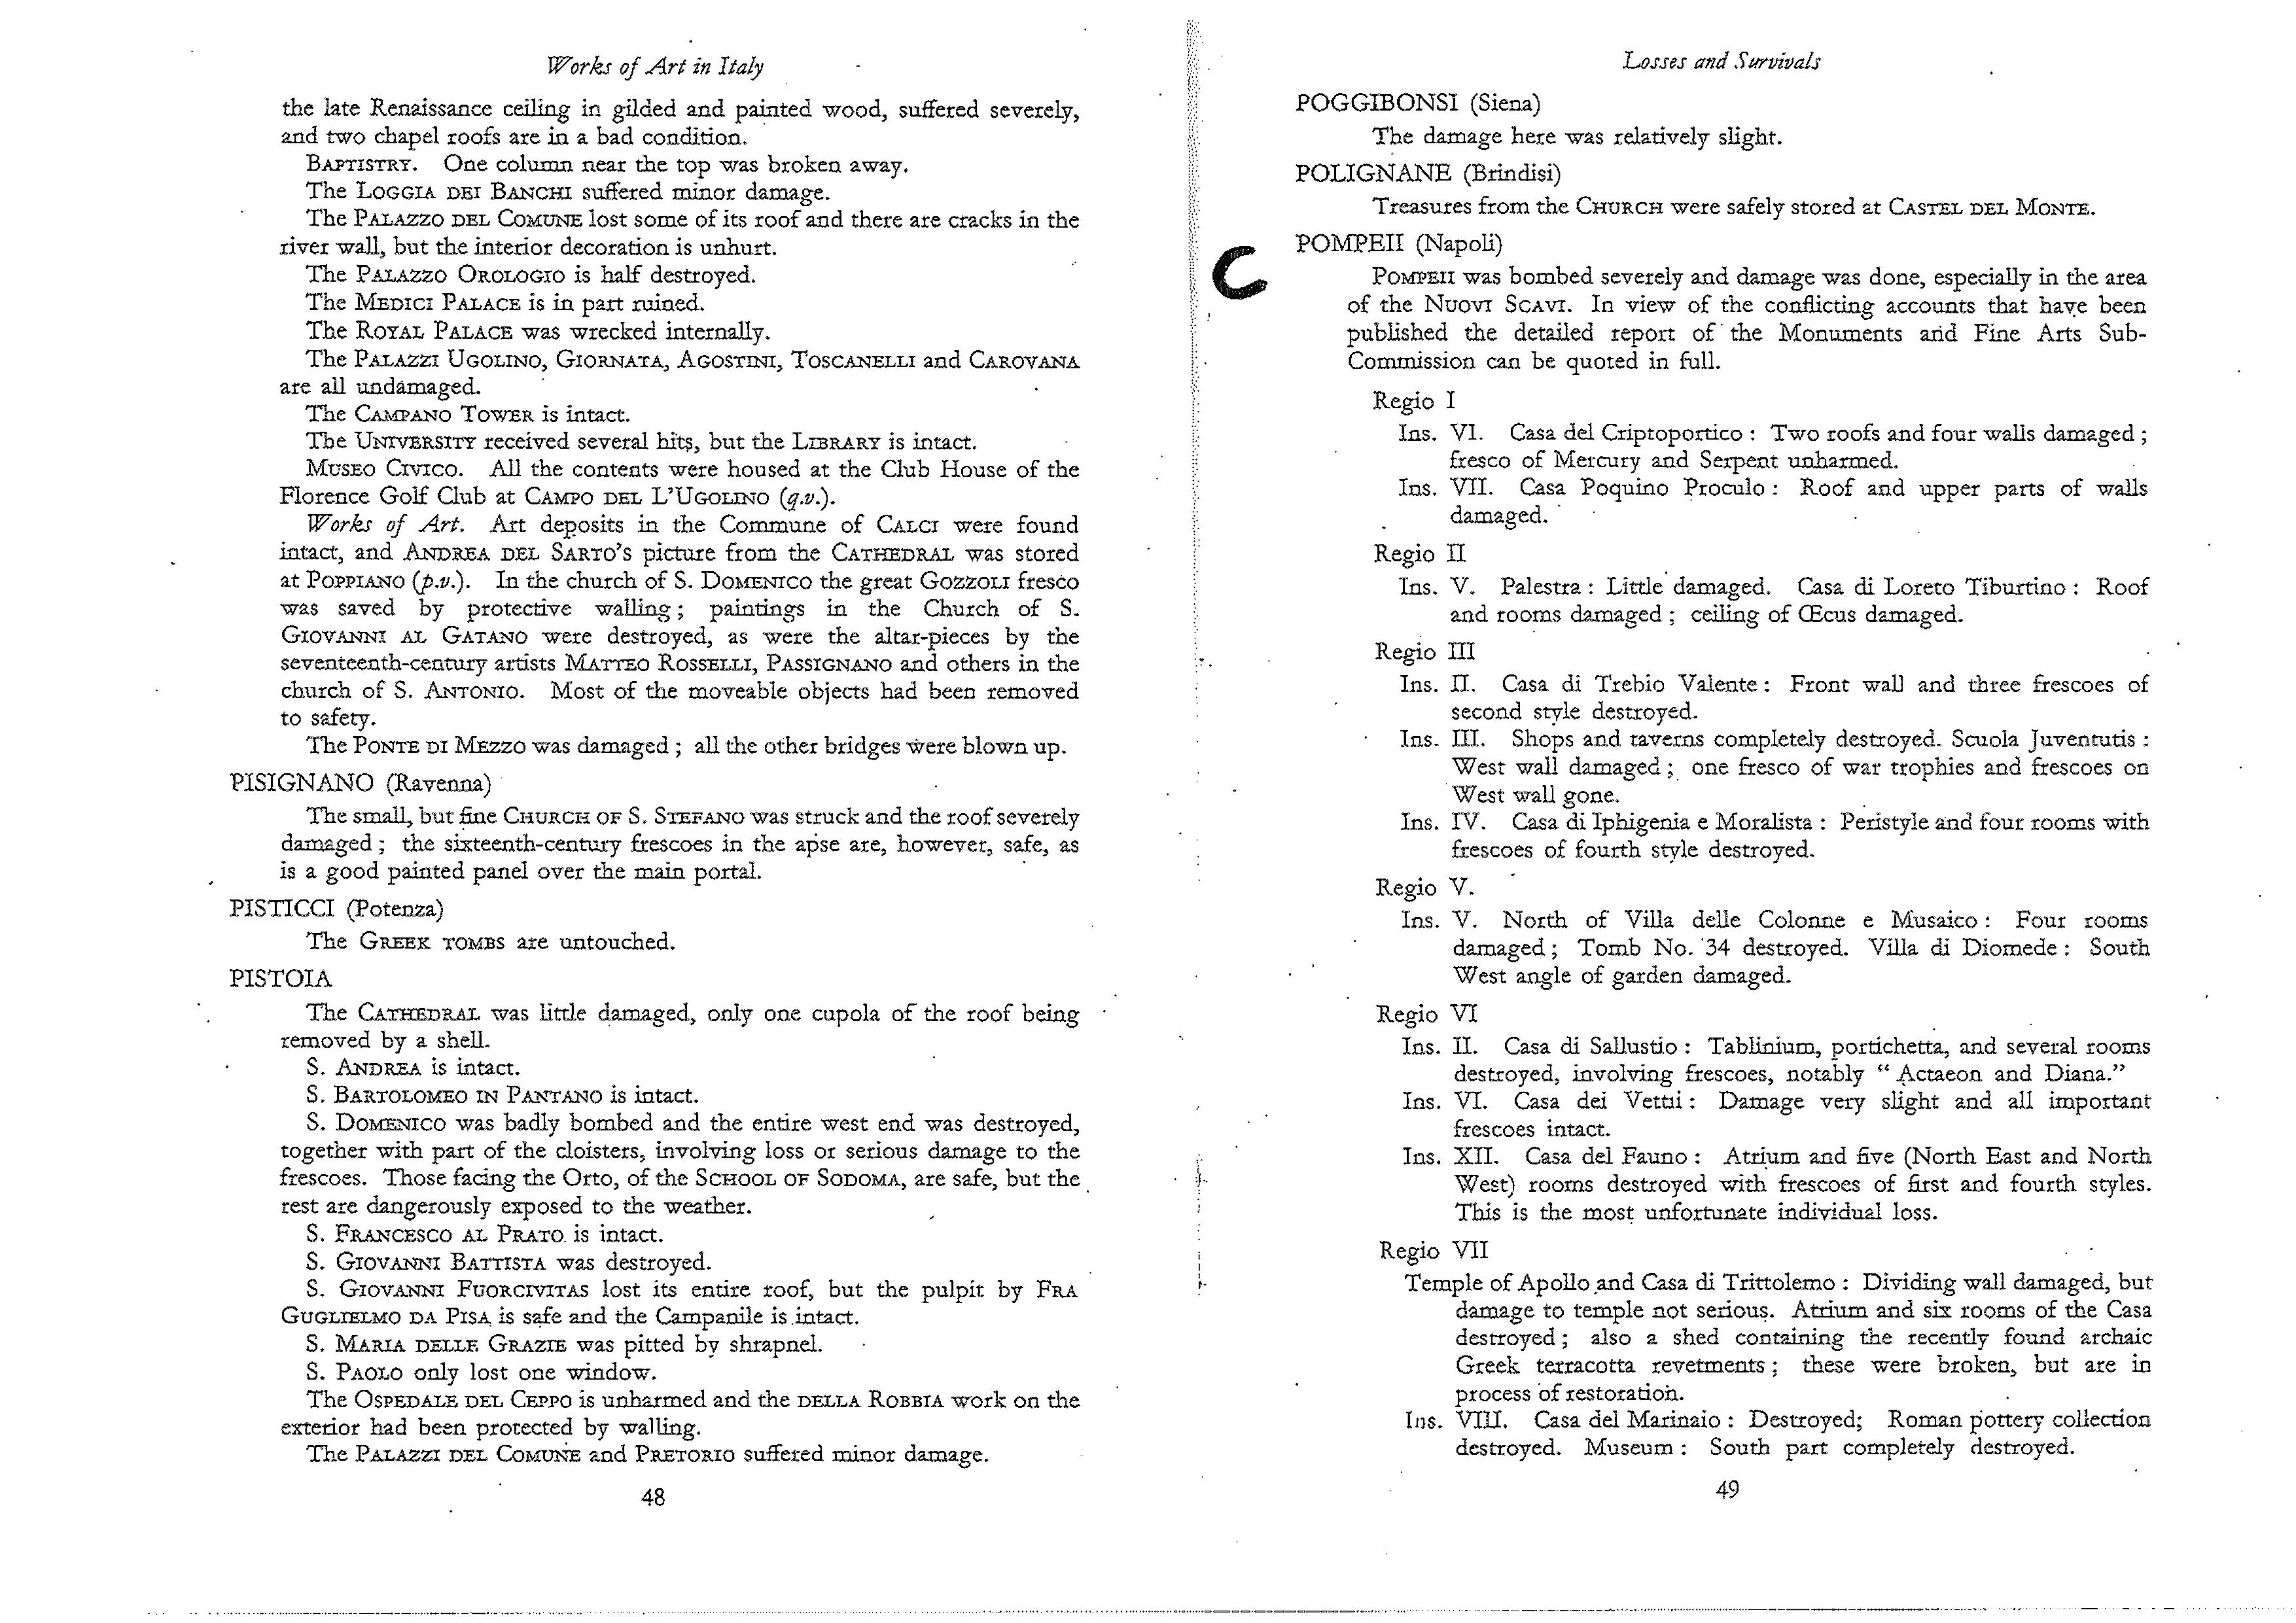 Works of Art in Italy
the late Renaissance ceiling in gilded and painted wood, suffered severely,
and two chapel roofs are in a bad condition.
BAPTISTRY. One column near the top was broken away.
The LOGGIA DEI BANCHI suffered minor damage.
The PALAZZO DEL COMUNE lost some of its roof and there are cracks in the
river wall, but the interior decoration is unhurt.
The PALAZZO OROLOGIO is half destroyed.
The MEDICI PALACE is in part ruined.
The ROYAL PALACE was wrecked internally.
The PALAZZI UGOLINO, GIORNATA, AGOSTINI, TOSCANELLI and CAROVANA
are all undamaged.
The CAMPANO TOWER is intact.
The UNIVERSITY received several hits, but the LIBRARY is intact.
MUSEO CIVICO. All the contents were housed at the Club House of the
Florence Golf Club at CAMPO DEL L'UGOLINO (q.v.).
Works of Art. Art deposits in the Commune of CALCI were found
intact, and ANDREA DEL SARTO'S picture from the CATHEDRAL was stored
at POPPIANO (p.v.). In the church of S. DOMENICO the great GOZZOLI fresco
was saved by protective walling; paintings in the Church of S.
GIOVANNI AL GATANO were destroyed, as were the altar-pieces by the
seventeenth-century artists MATTEO ROSSELLI, PASSIGNANO and others in the
church of S. ANTONIO. Most of the moveable objects had been removed
to safety.
The PONTE DI MEZZO was damaged; all the other bridges were blown up.
PISIGNANO (Ravenna)
The small, but fine CHURCH OF S. STEFANO was struck and the roof severely
damaged; the sixteenth-century frescoes in the apse are, however, safe, as
is a good painted panel over the main portal.
PISTICCI (Potenza)
The GREEK TOMBS are untouched.
PISTOIA
The CATHEDRAL was little damaged, only one cupola of the roof being
removed by a shell.
S. ANDREA is intact.
S. BARTOLOMEO IN PANTANO is intact.
S. DOMENICO was badly bombed and the entire west end was destroyed,
together with part of the cloisters, involving loss or serious damage to the
frescoes. Those facing the Orto, of the SCHOOL OF SODOMA, are safe, but the
rest are dangerously exposed to the weather.
S. FRANCESCO AL PRATO is intact.
S. GIOVANNI BATTISTA was destroyed.
S. GIOVANNI FUORCIVITAS lost its entire roof, but the pulpit by FRA
GUGLIELMO DA PISA is safe and the Campanile is intact.
S. MARIA DELLE GRAZIE was pitted by shrapnel.
S. PAOLO only lost one window.
The OSPEDALE DEL CEPPO is unharmed and the DELLA ROBBIA work on the
exterior had been protected by walling.
The PALAZZI DEL COMUNE and PRETORIO suffered minor damage.
48
Losses and Survivals
POGGIBONSI (Siena)
The damage here was relatively slight.
POLIGNANE (Brindisi)
Treasures from the CHURCH were safely stored at CASTEL DEL MONTE.
C POMPEII (Napoli)
POMPEII was bombed severely and damage was done, especially in the area
of the NUOVI SCAVI. In view of the conflicting accounts that have been
published the detailed report of the Monuments and Fine Arts Sub-
Commission can be quoted in full.
Regio I
Ins. VI. Casa del Criptoportico : Two roofs and four walls damaged ;
fresco of Mercury and Serpent unharmed.
Ins. VII. Casa Poquino Proculo : Roof and upper parts of walls
damaged.
Regio II
Ins. V. Palestra : Little damaged. Casa di Loreto Tiburtino : Roof
and rooms damaged ; ceiling of Œcus damaged.
Regio III
Ins. II. Casa di Trebio Valente : Front wall and three frescoes of
second style destroyed.
Ins. III. Shops and taverns completely destroyed. Scuola Juventutis :
West wall damaged ; one fresco of war trophies and frescoes on
West wall gone.
Ins. IV. Casa di Iphigenia e Moralista : Peristyle and four rooms with
frescoes of fourth style destroyed.
Regio V.
Ins. V. North of Villa delle Colonne e Musaico : Four rooms
damaged ; Tomb No. 34 destroyed. Villa di Diomede : South
West angle of garden damaged.
Regio VI
Ins. II. Casa di Sallustio : Tablinium, portichetta, and several rooms
destroyed, involving frescoes, notably " Actaeon and Diana."
Ins. VI. Casa dei Vettii : Damage very slight and all important
frescoes intact.
Ins. XII. Casa del Fauno : Atrium and five (North East and North
West) rooms destroyed with frescoes of first and fourth styles.
This is the most unfortunate individual loss.
Regio VII
Temple of Apollo and Casa di Trittolemo : Dividing wall damaged, but
damage to temple not serious. Atrium and six rooms of the Casa
destroyed ; also a shed containing the recently found archaic
Greek terracotta revetments ; these were broken, but are in
process of restoration.
Ins. VIII. Casa del Marinaio : Destroyed; Roman pottery collection
destroyed. Museum : South part completely destroyed.
49